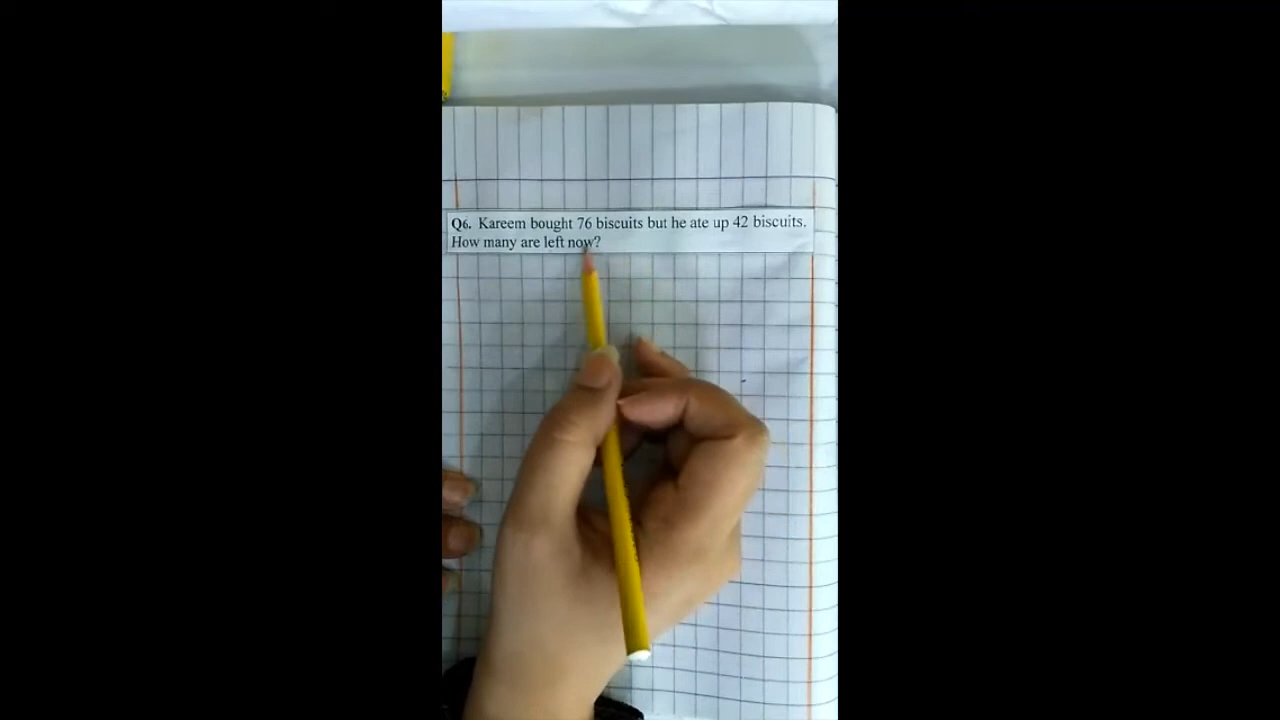 Q6. Kareem bought 76 biscuits but he ate up 42 biscuits.
How many are left now?